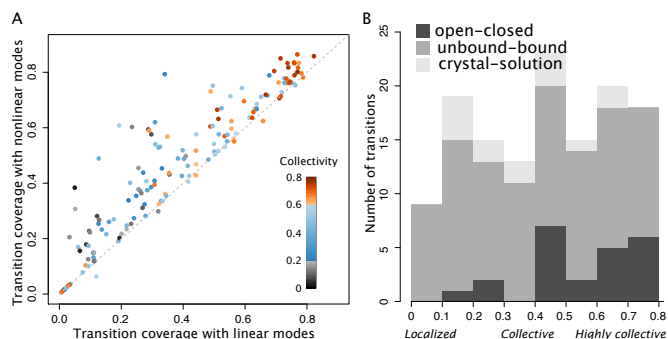 A
Transition coverage with nonlinear modes
0.0 0.2 0.4 0.6 0.8
Collectivity
0.8
0.6
0.4
0.2
0
0.0 0.2 0.4 0.6 0.8
Transition coverage with linear modes
B
open-closed
unbound-bound
crystal-solution
Number of transitions
0 5 10 15 20 25
0 0.1 0.2 0.3 0.4 0.5 0.6 0.7 0.8
Localized Collective Highly collective